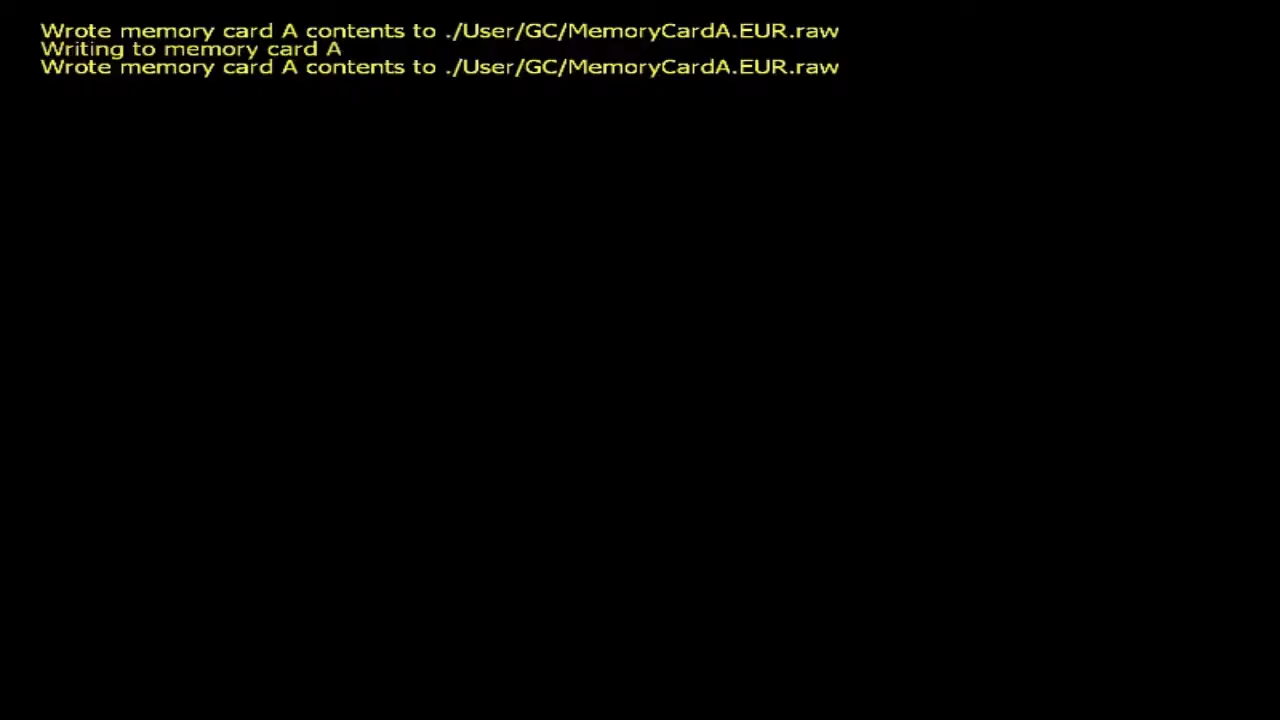 Wrote memory card A contents to ./User/GC/MemoryCardA.EUR.raw
Writing to memory card A
Wrote memory card A contents to ./User/GC/MemoryCardA.EUR.raw